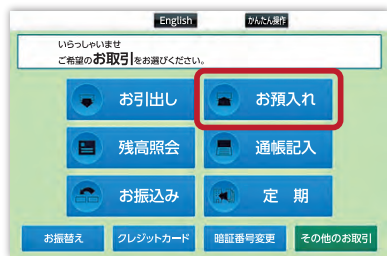 English
かんたん操作
いらっしゃいませ
ご希望のお取引をお選びください。
お引出し
お預入れ
残高照会
通帳記入
お振込み
定 期
お振替え
クレジットカード
暗証番号変更
その他のお取引